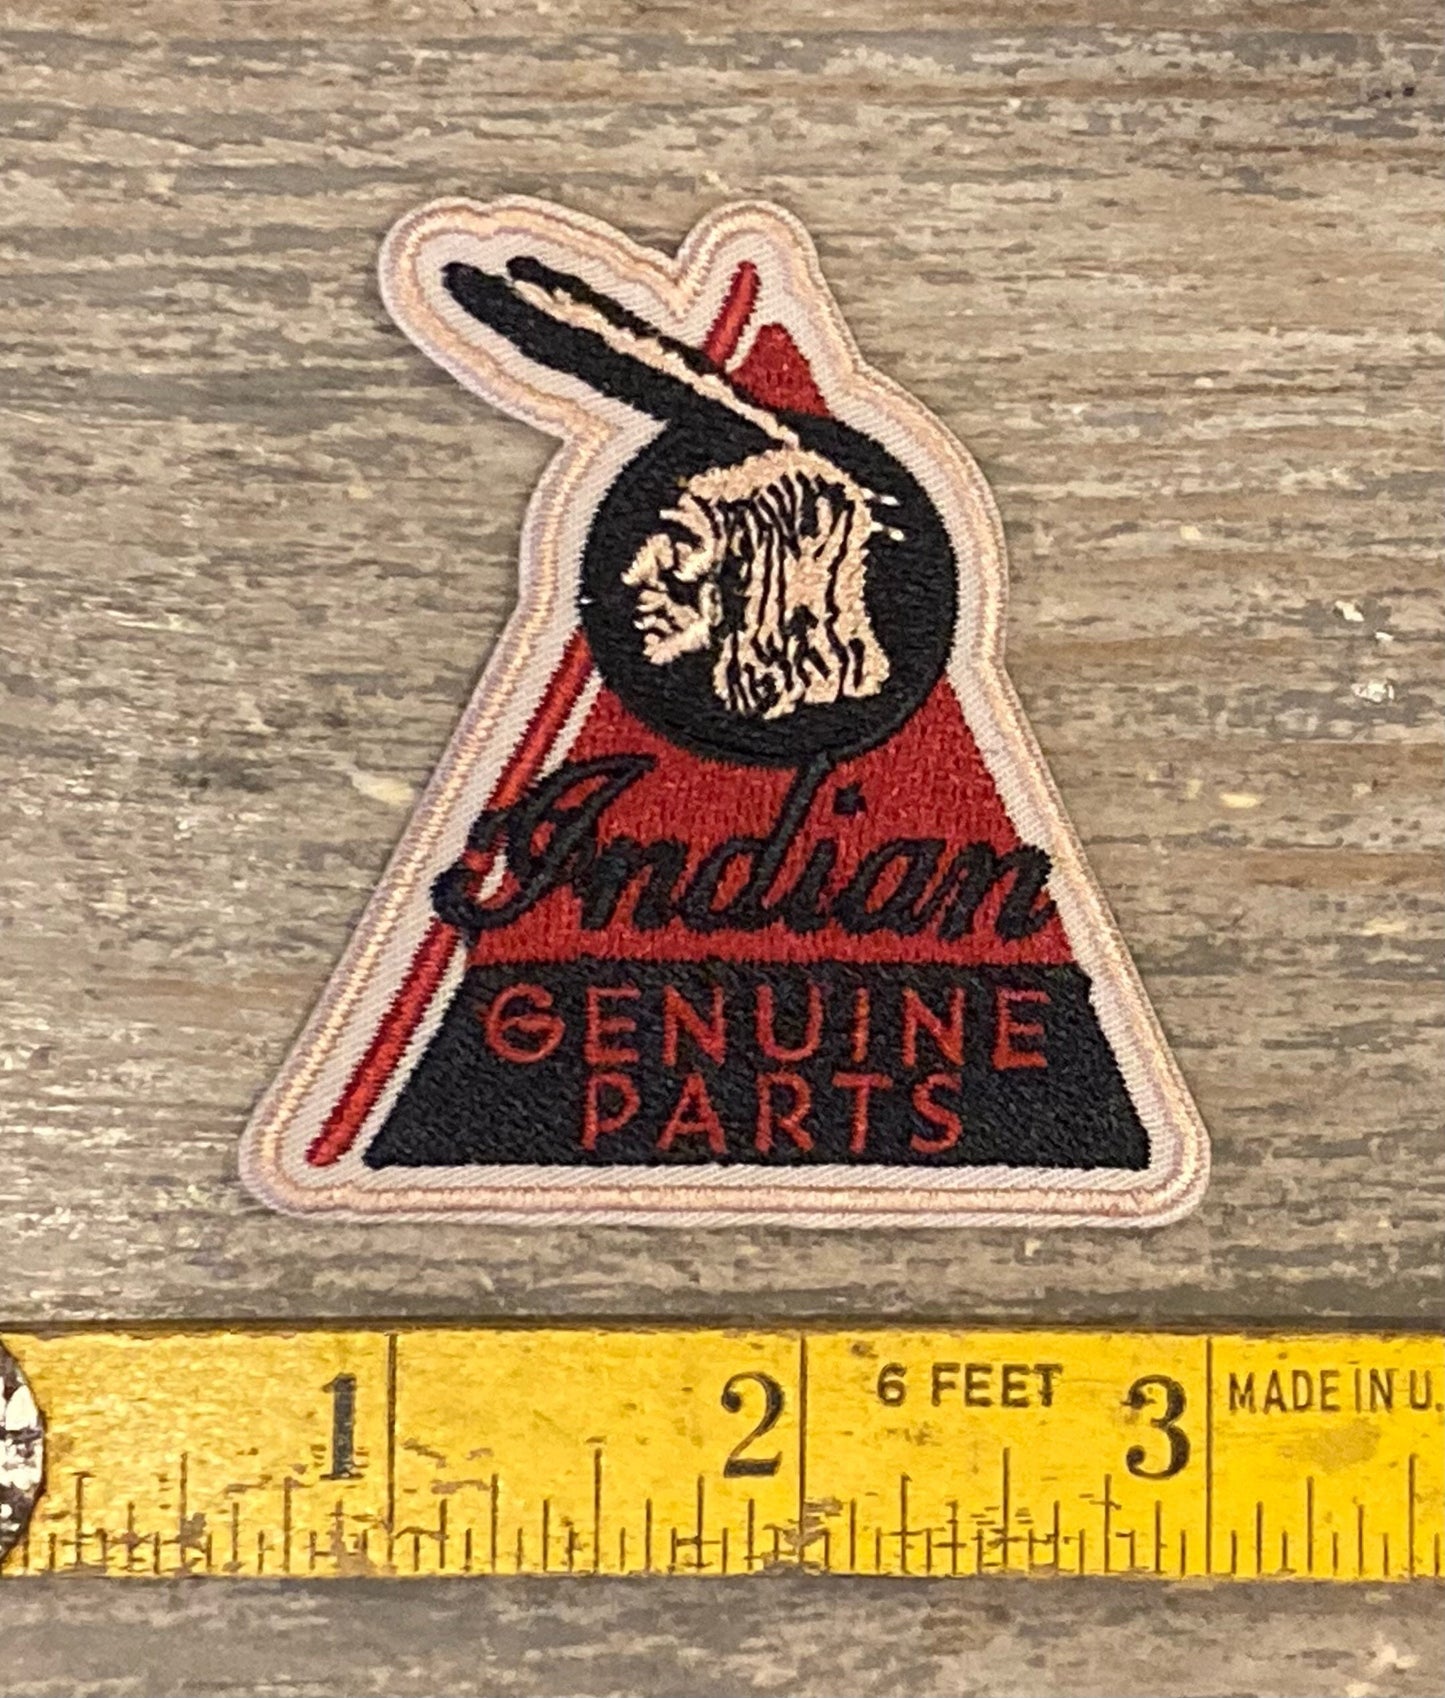 Indian
GENUINE
PARTS
1 2 6 FEET 3 MADE IN U.